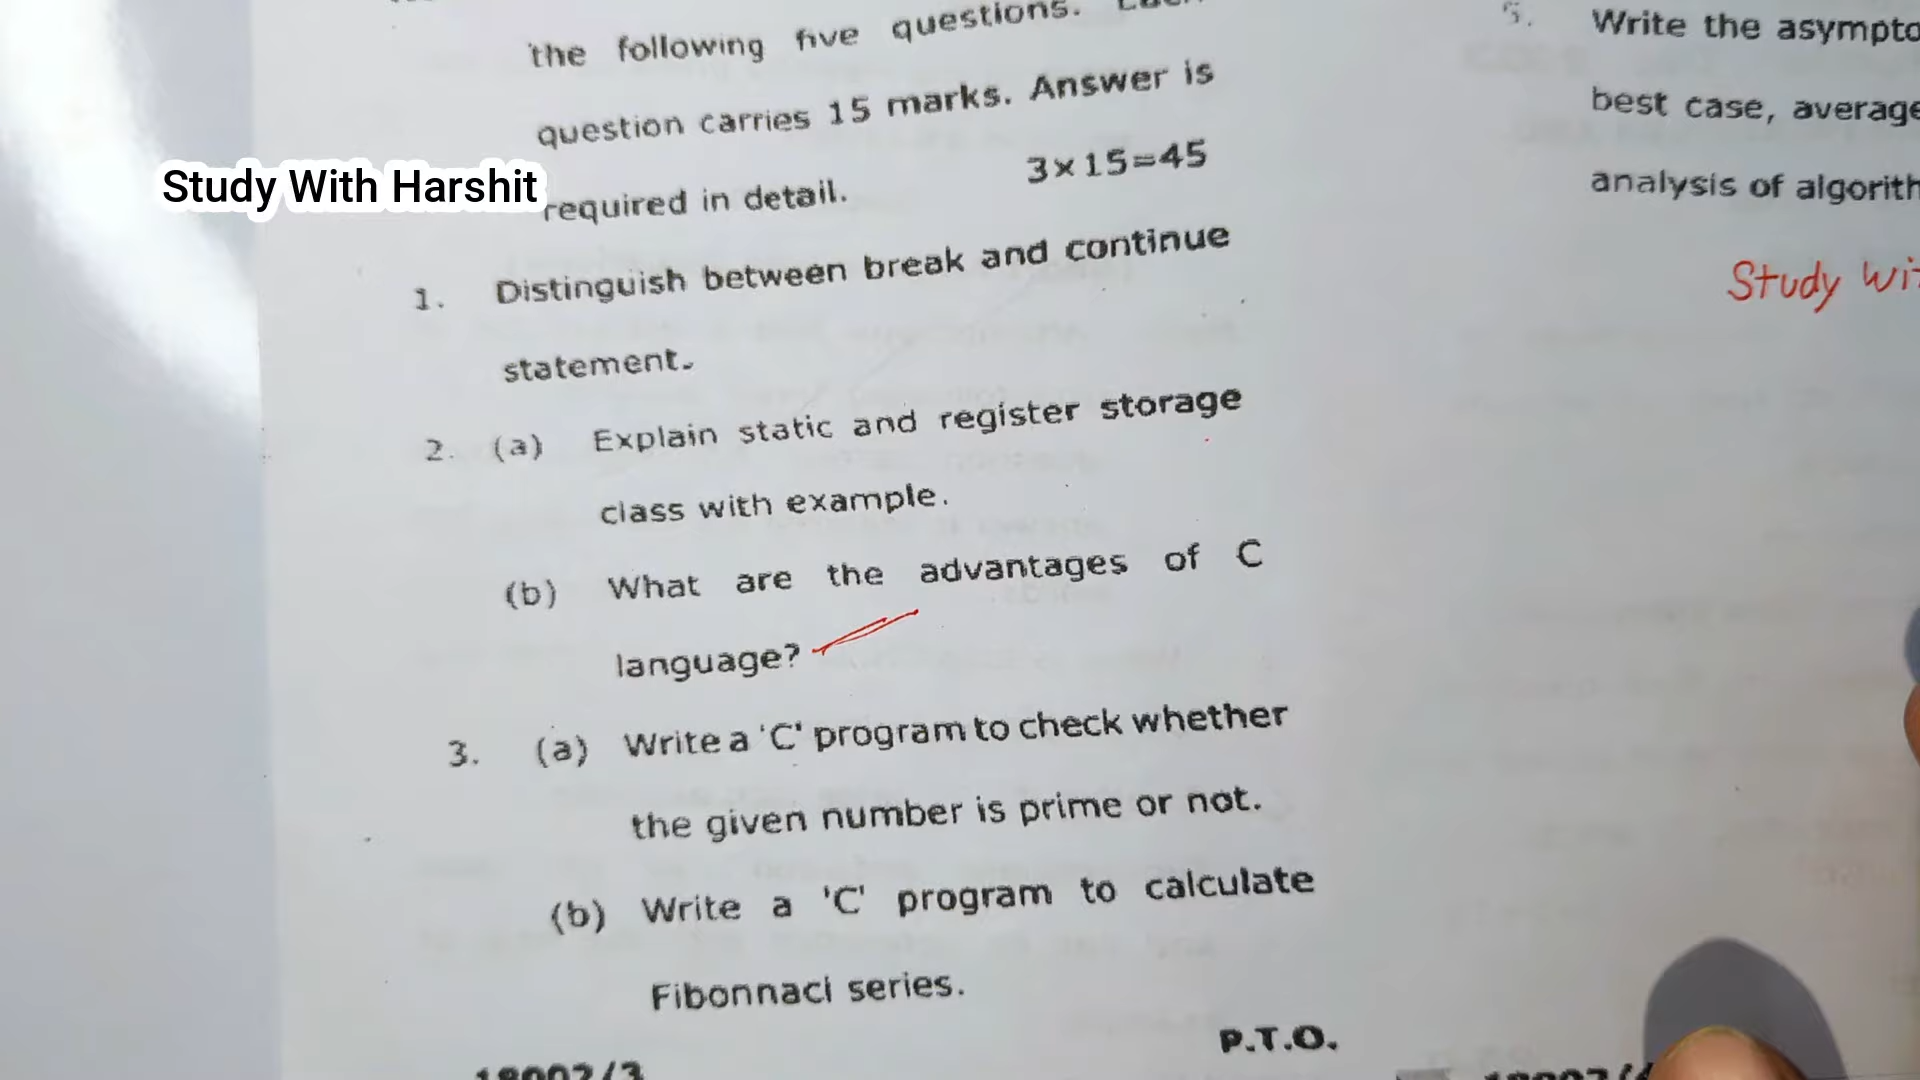 the following five questions.
question carries 15 marks. Answer is
required in detail. 3×15=45
Study With Harshit
1. Distinguish between break and continue
statement.
2. (a) Explain static and register storage
class with example.
(b) What are the advantages of C
language?
3. (a) Write a 'C' program to check whether
the given number is prime or not.
(b) Write a 'C' program to calculate
Fibonnaci series.
P.T.O.
18002/3
5. Write the asympto
best case, average
analysis of algorith
Study Wit